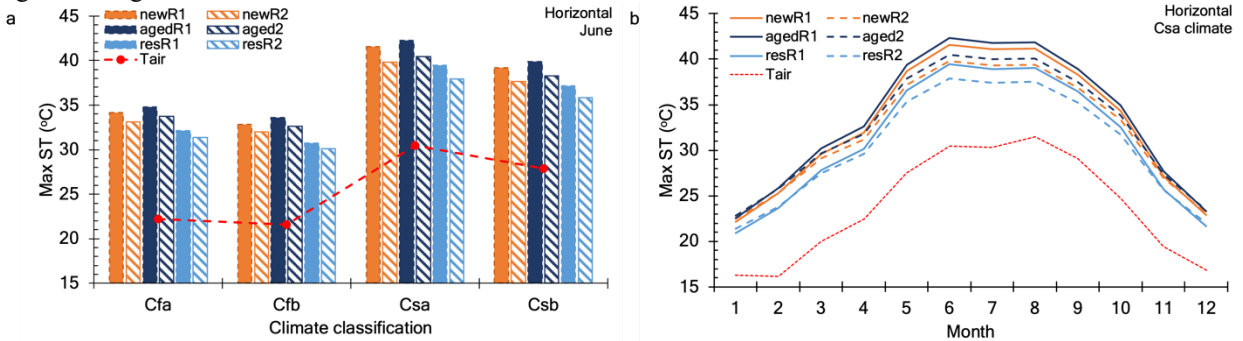 a
newR1 newR2
agedR1 aged2
resR1 resR2
Tair
Horizontal
June
45
40
35
30
25
20
15
Max ST (oC)
Cfa Cfb Csa Csb
Climate classification
b
newR1 newR2
agedR1 aged2
resR1 resR2
Tair
Horizontal
Csa climate
45
40
35
30
25
20
15
Max ST (oC)
1 2 3 4 5 6 7 8 9 10 11 12
Month